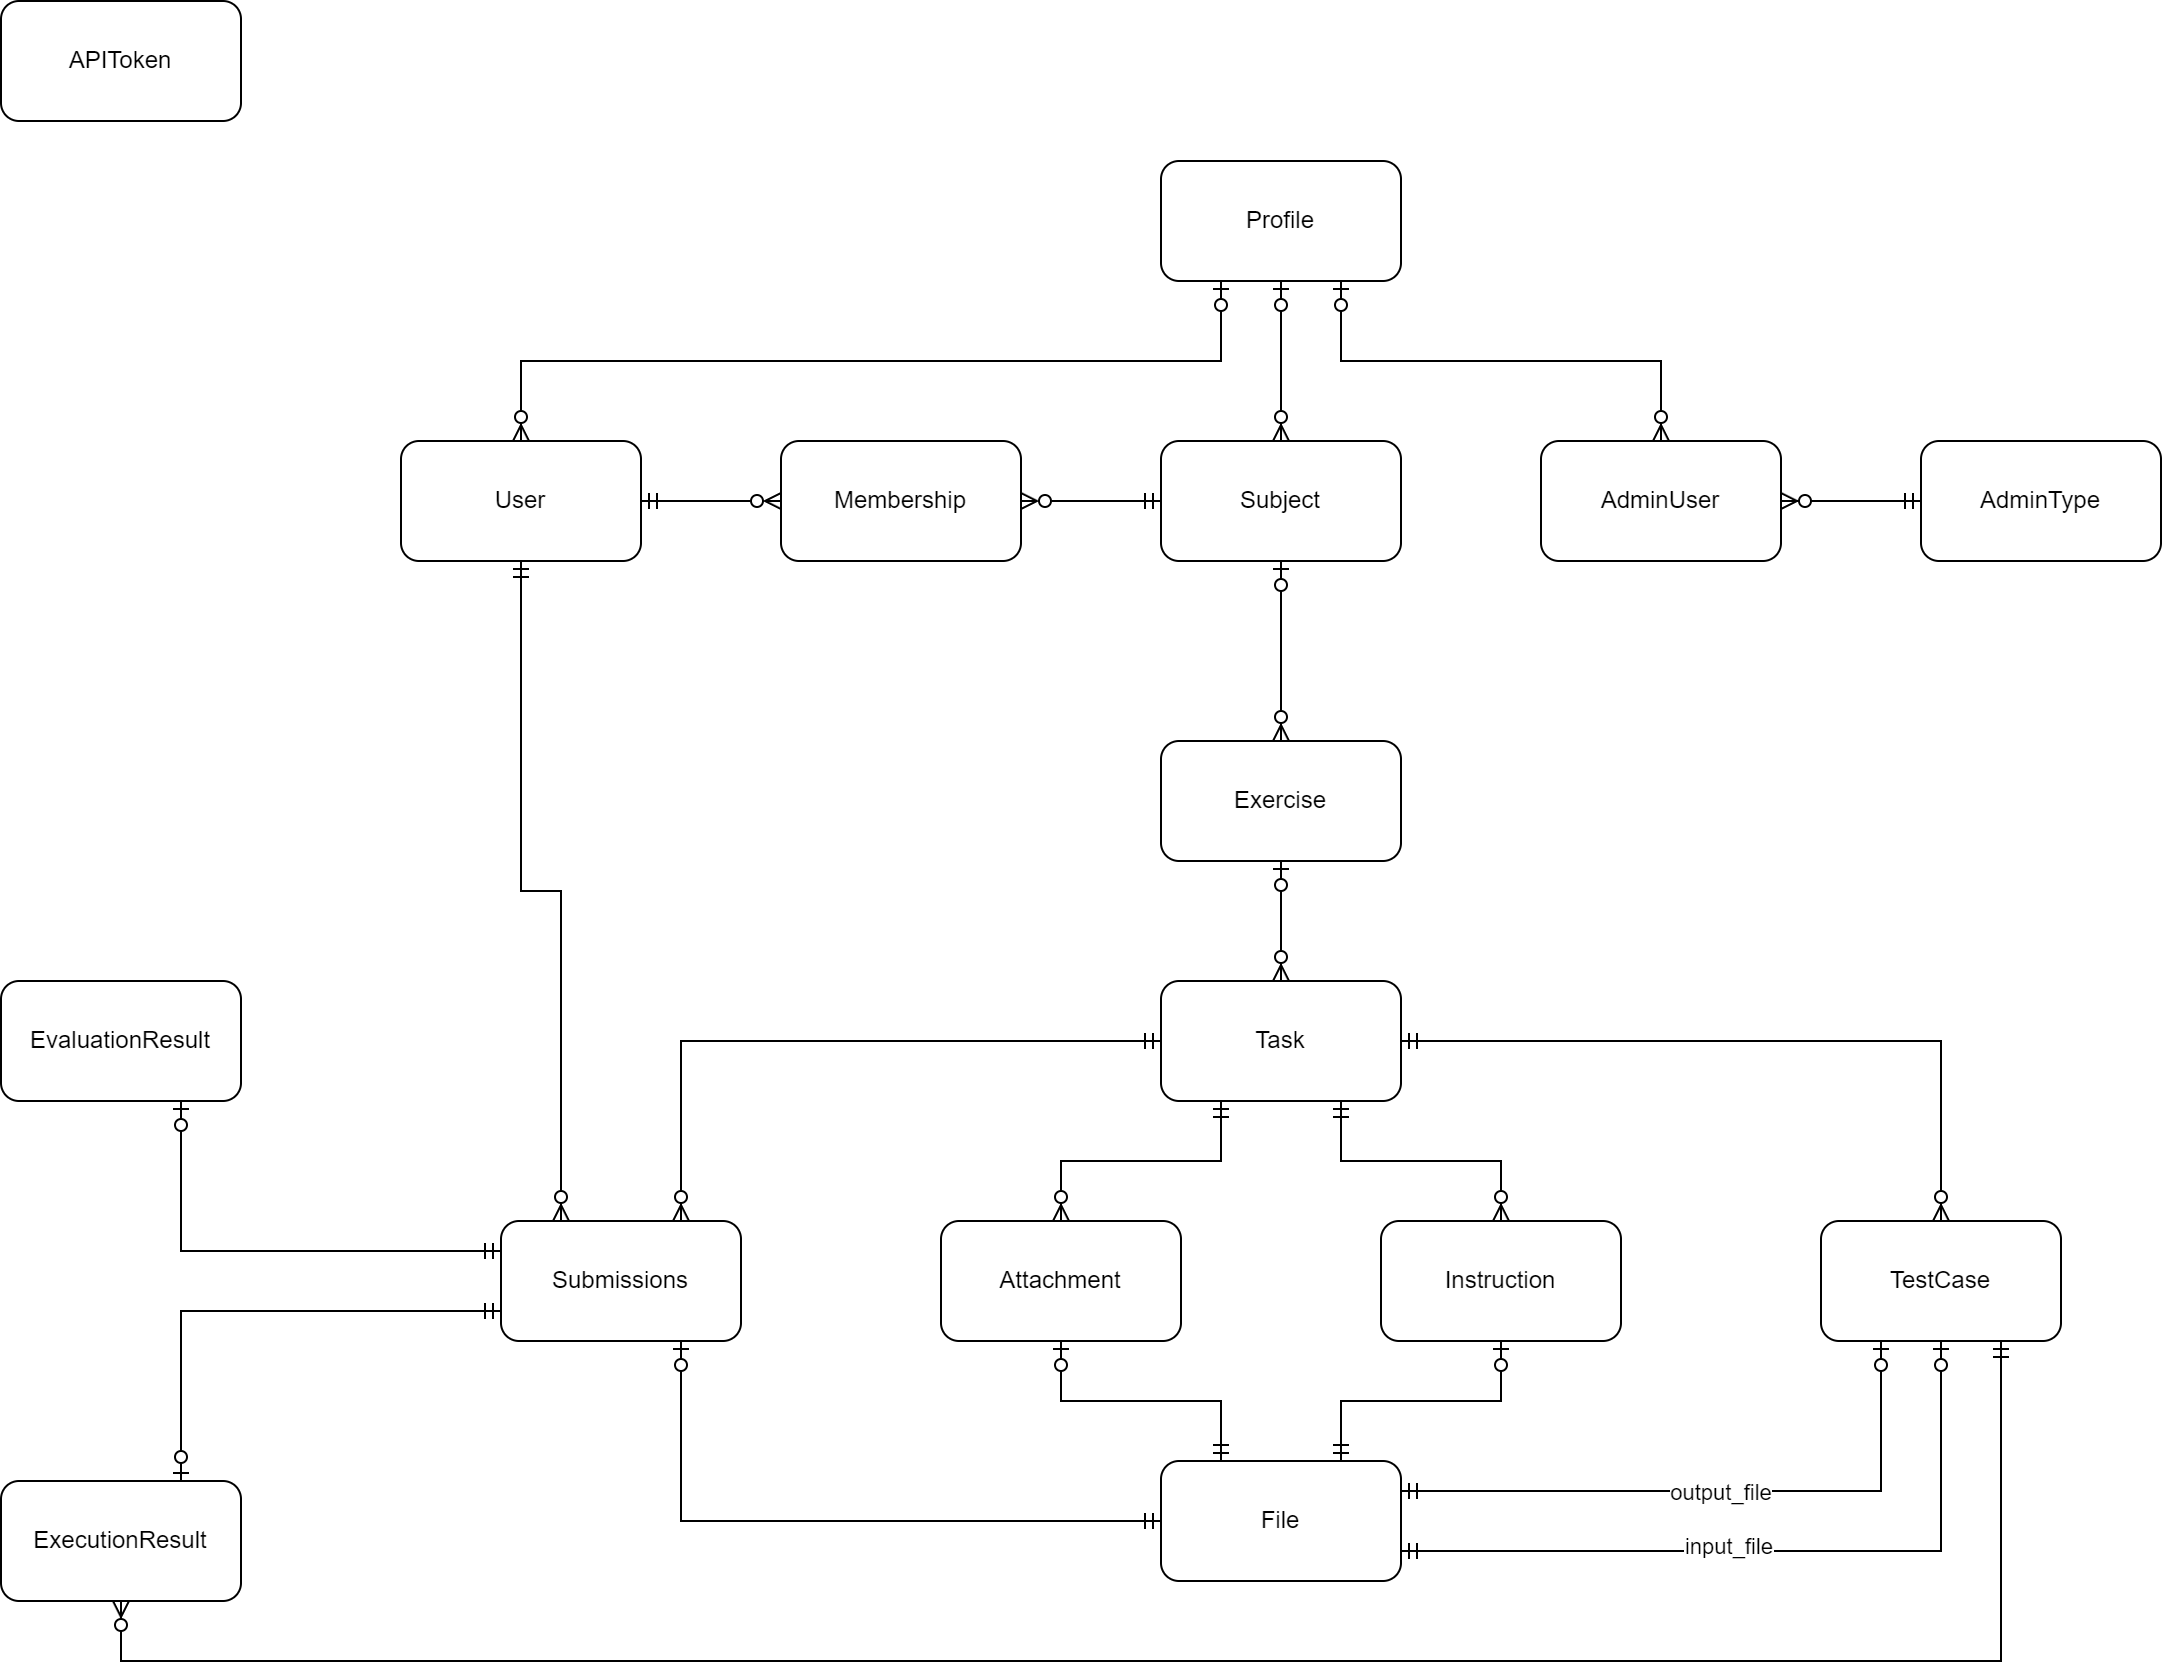 APIToken
Profile
User
Membership
Subject
AdminUser
AdminType
Exercise
EvaluationResult
Task
Submissions
Attachment
Instruction
TestCase
output_file
File
input_file
ExecutionResult